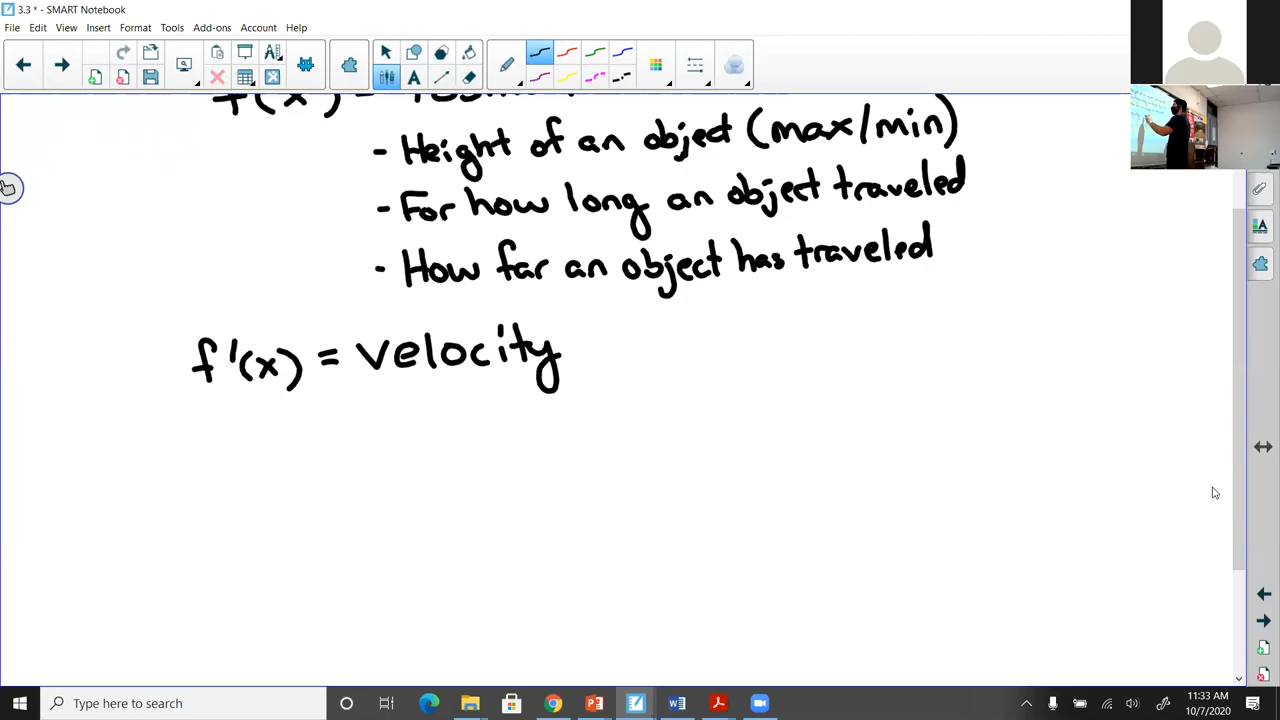 3.3 * - SMART Notebook
File Edit View Insert Format Tools Add-ons Account Help
f(x) =
- Height of an object (max/min)
- For how long an object traveled
- How far an object has traveled
f'(x) = velocity
Type here to search
11:33 AM
10/7/2020